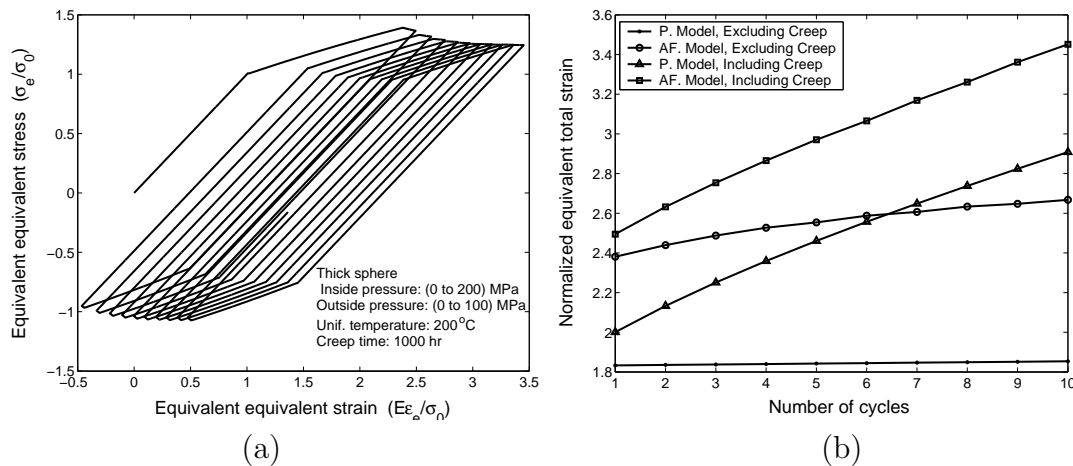 Equivalent equivalent stress (σe/σ0)
1.5
1
0.5
0
−0.5
−1
−1.5
Thick sphere
Inside pressure: (0 to 200) MPa
Outside pressure: (0 to 100) MPa
Unif. temperature: 200°C
Creep time: 1000 hr
−0.5 0 0.5 1 1.5 2 2.5 3 3.5
Equivalent equivalent strain (Eεe/σ0)
(a)
Normalized equivalent total strain
3.6
3.4
3.2
3
2.8
2.6
2.4
2.2
2
1.8
P. Model, Excluding Creep
AF. Model, Excluding Creep
P. Model, Including Creep
AF. Model, Including Creep
1 2 3 4 5 6 7 8 9 10
Number of cycles
(b)